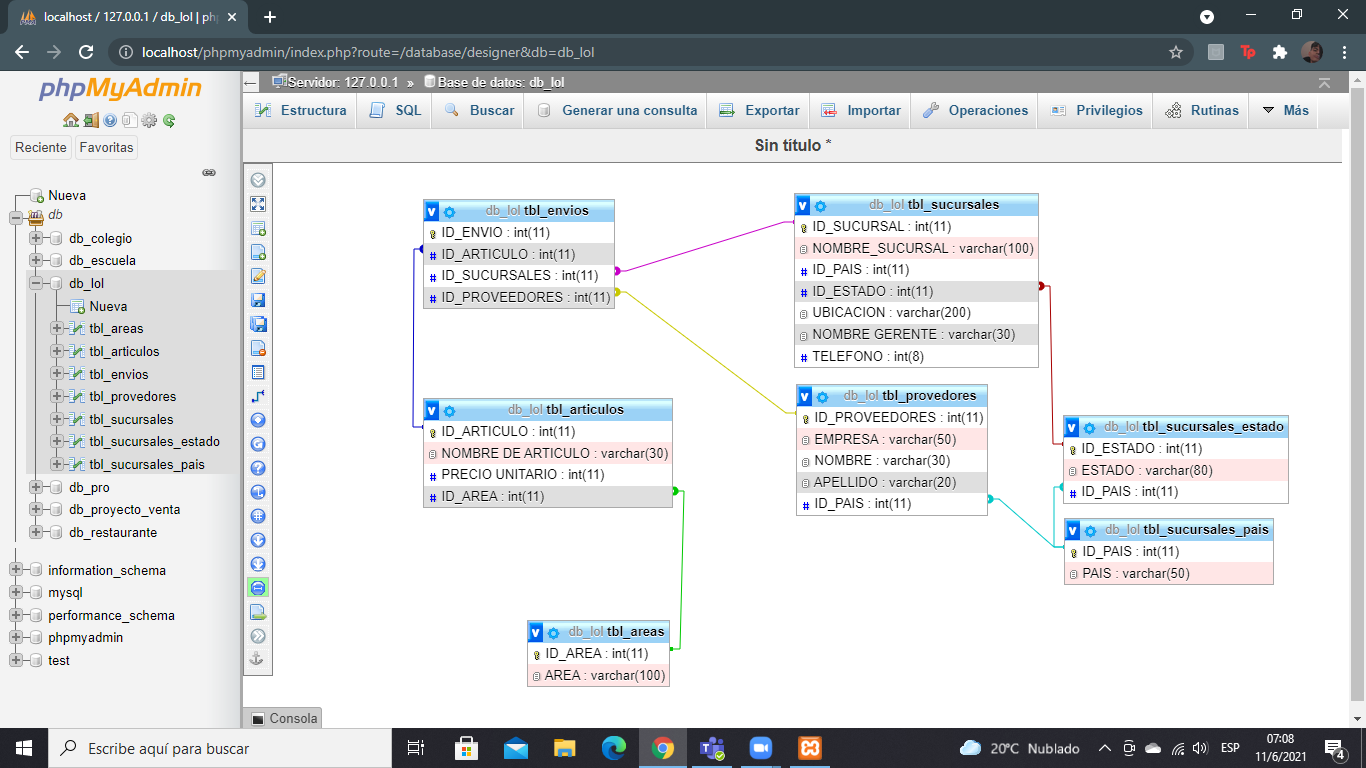 localhost / 127.0.0.1 / db_lol | ph
localhost/phpmyadmin/index.php?route=/database/designer&db=db_lol
phpMyAdmin
Reciente
Favoritas
Nueva
db
db_colegio
db_escuela
db_lol
Nueva
tbl_areas
tbl_articulos
tbl_envios
tbl_provedores
tbl_sucursales
tbl_sucursales_estado
tbl_sucursales_pais
db_pro
db_proyecto_venta
db_restaurante
information_schema
mysql
performance_schema
phpmyadmin
test
Servidor: 127.0.0.1 » Base de datos: db_lol
Estructura SQL Buscar Generar una consulta Exportar Importar Operaciones Privilegios Rutinas Más
Sin título *
db_lol tbl_envios
ID_ENVIO : int(11)
ID_ARTICULO : int(11)
ID_SUCURSALES : int(11)
ID_PROVEEDORES : int(11)
db_lol tbl_sucursales
ID_SUCURSAL : int(11)
NOMBRE_SUCURSAL : varchar(100)
ID_PAIS : int(11)
ID_ESTADO : int(11)
UBICACION : varchar(200)
NOMBRE GERENTE : varchar(30)
TELEFONO : int(8)
db_lol tbl_articulos
ID_ARTICULO : int(11)
NOMBRE DE ARTICULO : varchar(30)
PRECIO UNITARIO : int(11)
ID_AREA : int(11)
db_lol tbl_provedores
ID_PROVEEDORES : int(11)
EMPRESA : varchar(50)
NOMBRE : varchar(30)
APELLIDO : varchar(20)
ID_PAIS : int(11)
db_lol tbl_sucursales_estado
ID_ESTADO : int(11)
ESTADO : varchar(80)
ID_PAIS : int(11)
db_lol tbl_sucursales_pais
ID_PAIS : int(11)
PAIS : varchar(50)
db_lol tbl_areas
ID_AREA : int(11)
AREA : varchar(100)
Consola
Escribe aquí para buscar
20°C Nublado
ESP
07:08
11/6/2021
4